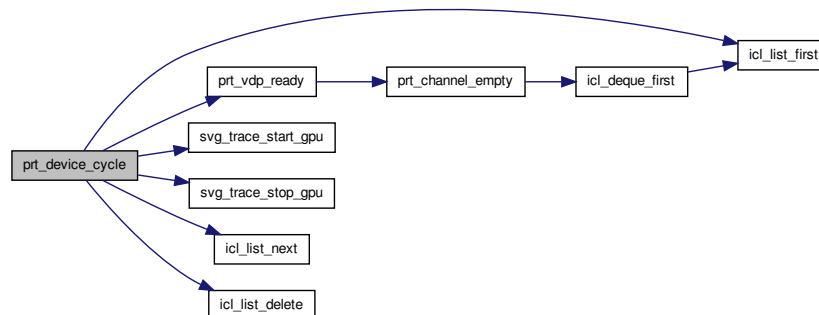 icl_list_first
prt_vdp_ready
prt_channel_empty
icl_deque_first
svg_trace_start_gpu
prt_device_cycle
svg_trace_stop_gpu
icl_list_next
icl_list_delete